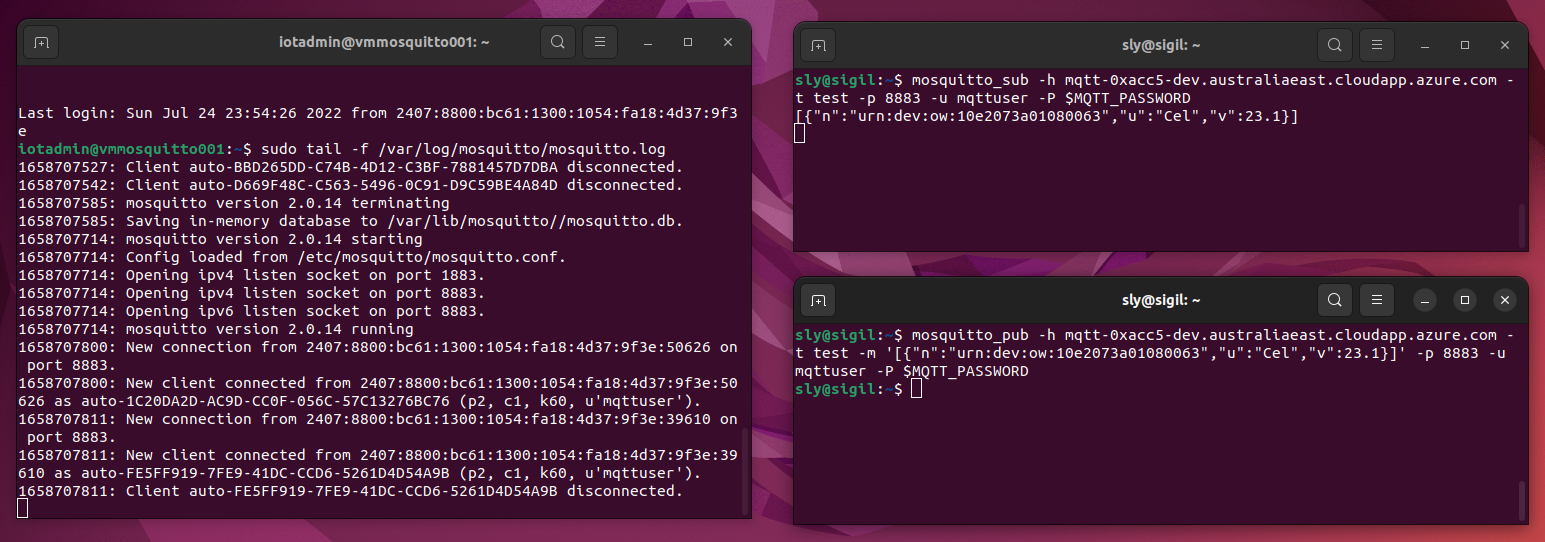 iotadmin@vmmosquitto001: ~
Last login: Sun Jul 24 23:54:26 2022 from 2407:8800:bc61:1300:1054:fa18:4d37:9f3
e
iotadmin@vmmosquitto001:~$ sudo tail -f /var/log/mosquitto/mosquitto.log
1658707527: Client auto-BBD265DD-C74B-4D12-C3BF-7881457D7DBA disconnected.
1658707542: Client auto-D669F48C-C563-5496-0C91-D9C59BE4A84D disconnected.
1658707585: mosquitto version 2.0.14 terminating
1658707585: Saving in-memory database to /var/lib/mosquitto//mosquitto.db.
1658707714: mosquitto version 2.0.14 starting
1658707714: Config loaded from /etc/mosquitto/mosquitto.conf.
1658707714: Opening ipv4 listen socket on port 1883.
1658707714: Opening ipv4 listen socket on port 8883.
1658707714: Opening ipv6 listen socket on port 8883.
1658707714: mosquitto version 2.0.14 running
1658707800: New connection from 2407:8800:bc61:1300:1054:fa18:4d37:9f3e:50626 on
 port 8883.
1658707800: New client connected from 2407:8800:bc61:1300:1054:fa18:4d37:9f3e:50
626 as auto-1C20DA2D-AC9D-CC0F-056C-57C13276BC76 (p2, c1, k60, u'mqttuser').
1658707811: New connection from 2407:8800:bc61:1300:1054:fa18:4d37:9f3e:39610 on
 port 8883.
1658707811: New client connected from 2407:8800:bc61:1300:1054:fa18:4d37:9f3e:39
610 as auto-FE5FF919-7FE9-41DC-CCD6-5261D4D54A9B (p2, c1, k60, u'mqttuser').
1658707811: Client auto-FE5FF919-7FE9-41DC-CCD6-5261D4D54A9B disconnected.
sly@sigil: ~
sly@sigil:~$ mosquitto_sub -h mqtt-0xacc5-dev.australiaeast.cloudapp.azure.com -
t test -p 8883 -u mqttuser -P $MQTT_PASSWORD
[{"n":"urn:dev:ow:10e2073a01080063","u":"Cel","v":23.1}]
sly@sigil: ~
sly@sigil:~$ mosquitto_pub -h mqtt-0xacc5-dev.australiaeast.cloudapp.azure.com -
t test -m '[{"n":"urn:dev:ow:10e2073a01080063","u":"Cel","v":23.1}]' -p 8883 -u
mqttuser -P $MQTT_PASSWORD
sly@sigil:~$